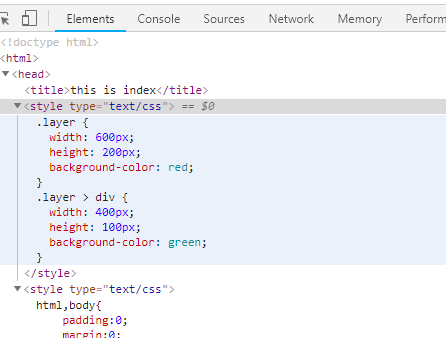 Elements Console Sources Network Memory Perform
<!doctype html>
<html>
<head>
<title>this is index</title>
<style type="text/css"> == $0
.layer {
width: 600px;
height: 200px;
background-color: red;
}
.layer > div {
width: 400px;
height: 100px;
background-color: green;
}
</style>
<style type="text/css">
html,body{
padding:0;
margin:0;